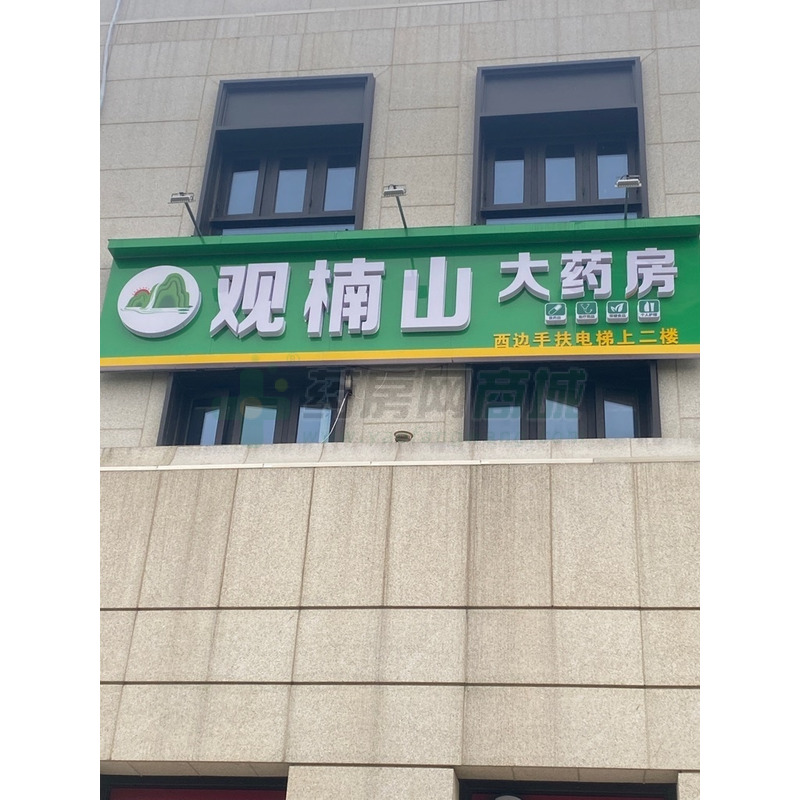 观楠山 大药房
西边手扶电梯上二楼
药房网商城